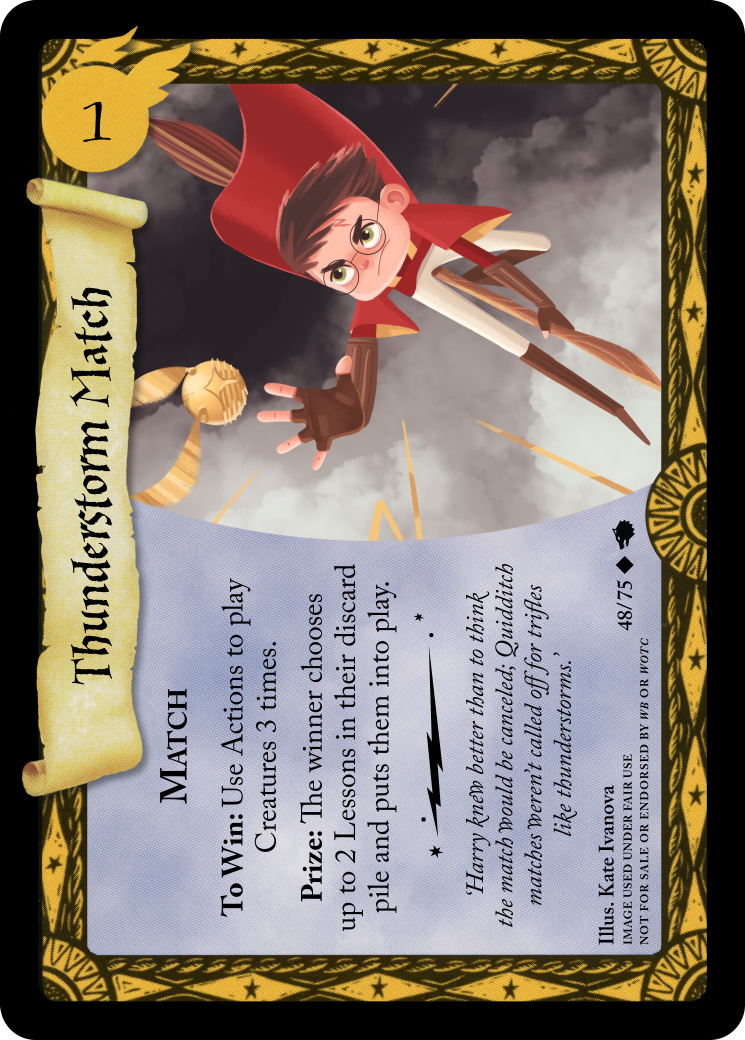 1
Thunderstorm Match
MATCH
To Win: Use Actions to play
Creatures 3 times.
Prize: The winner chooses
up to 2 Lessons in their discard
pile and puts them into play.
‘Harry knew better than to think
the match would be canceled; Quidditch
matches weren’t called off for trifles
like thunderstorms.’
Illus. Kate Ivanova
IMAGE USED UNDER FAIR USE
NOT FOR SALE OR ENDORSED BY WB OR WOTC
48/75